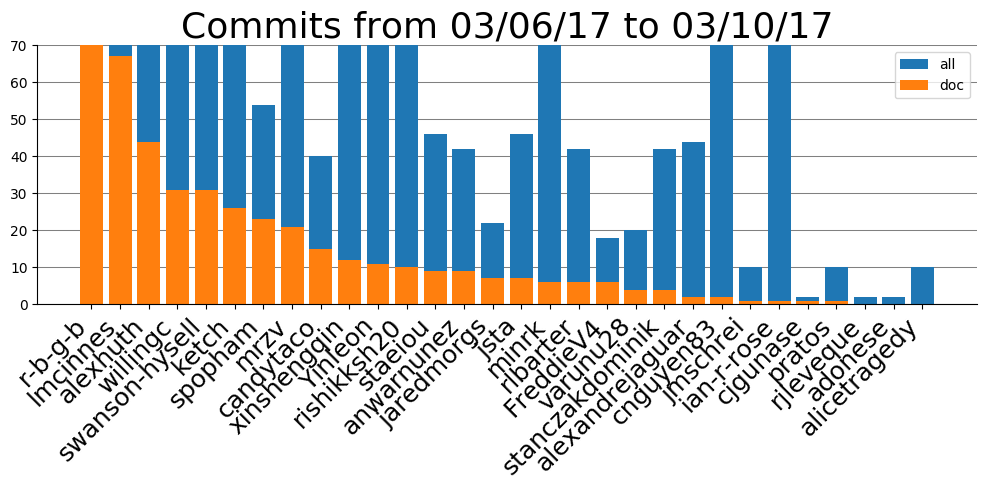 Commits from 03/06/17 to 03/10/17
70
60
50
40
30
20
10
0
all
doc
r-b-g-b
lmcinnes
alexhuth
willingc
swanson-hysell
ketch
spopham
mrzv
candytaco
xinshengqin
Yinleon
rishikksh20
staeiou
anwarnunez
jaredmorgs
jsta
minrk
rlbarter
FreddieV4
varunu28
stanczakdominik
alexandrejaguar
cnguyen83
jmschrei
ian-r-rose
cjgunase
pratos
rjleveque
adonese
alicetragedy